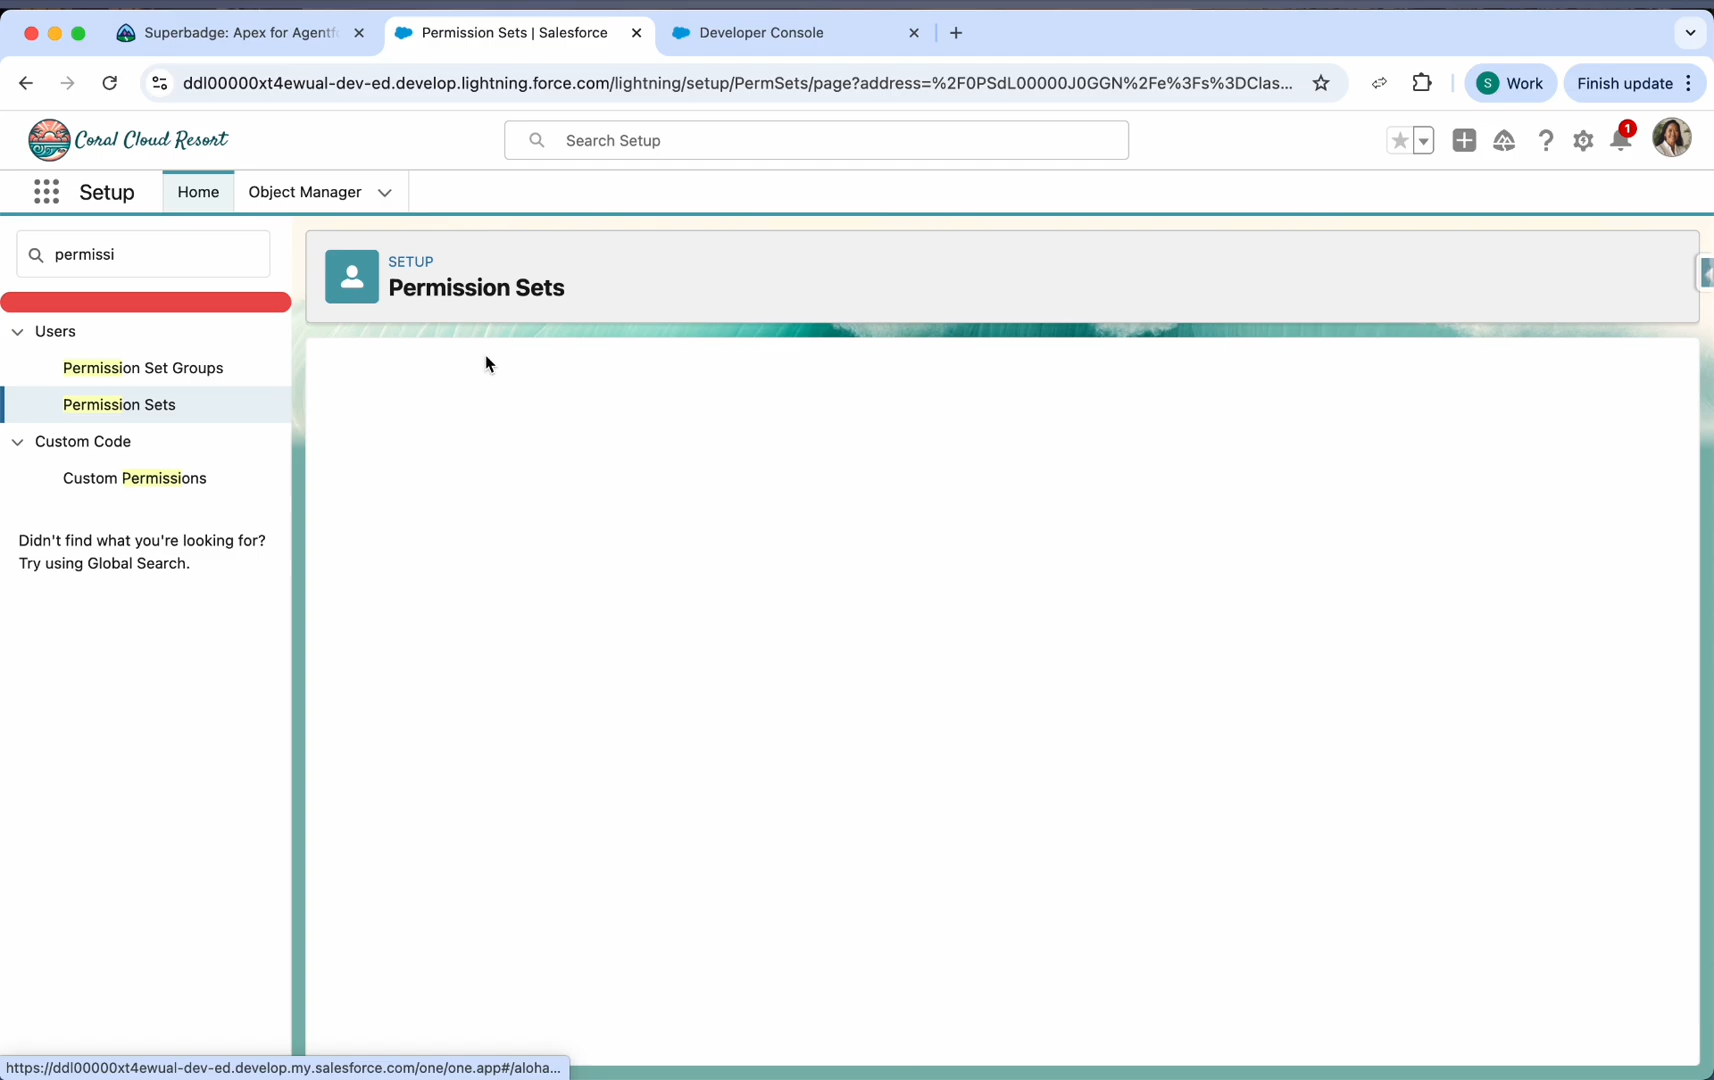 Superbadge: Apex for Agentf
Permission Sets | Salesforce
Developer Console
ddl00000xt4ewual-dev-ed.develop.lightning.force.com/lightning/setup/PermSets/page?address=%2F0PSdL00000J0GGN%2Fe%3Fs%3DClas...
S Work
Finish update
Coral Cloud Resort
Search Setup
1
Setup
Home
Object Manager
permissi
SETUP
Permission Sets
Users
Permission Set Groups
Permission Sets
Custom Code
Custom Permissions
Didn't find what you're looking for?
Try using Global Search.
https://ddl00000xt4ewual-dev-ed.develop.my.salesforce.com/one/one.app#/aloha...